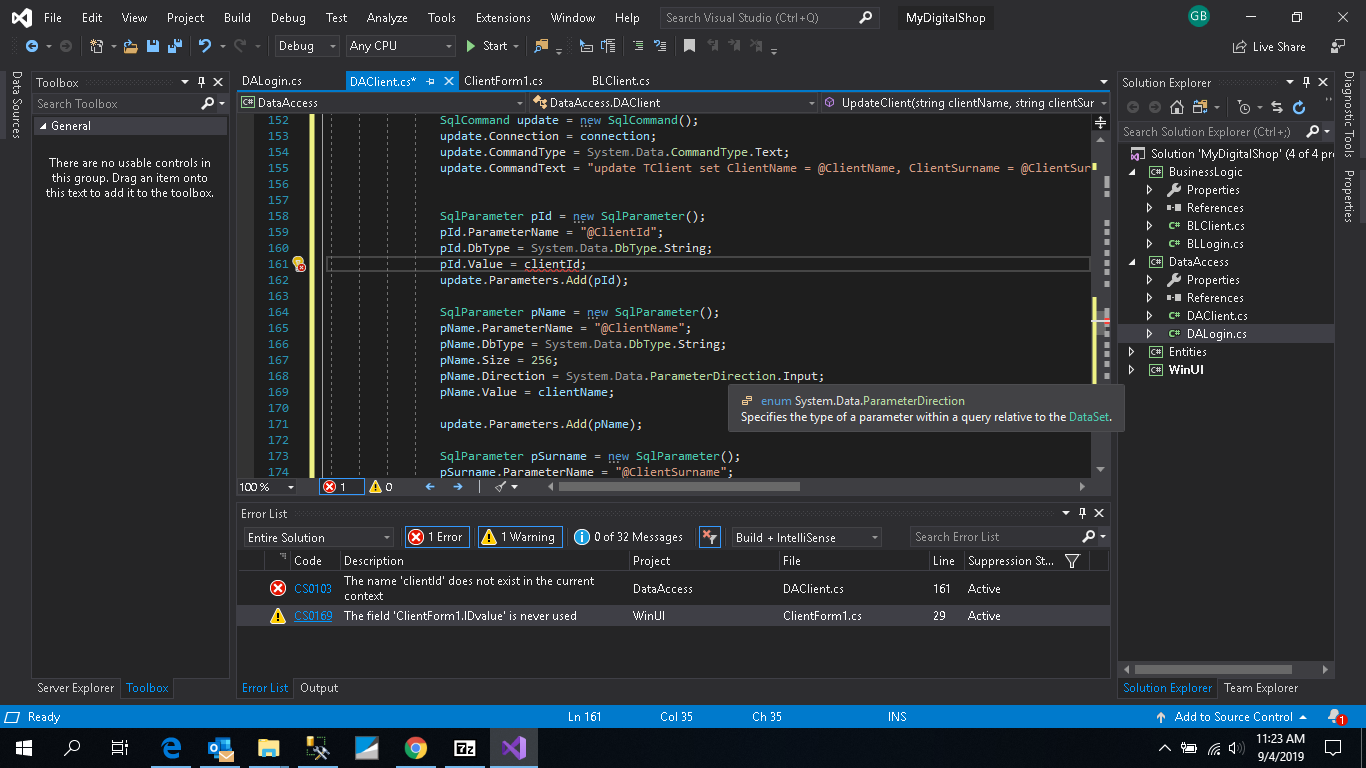 File Edit View Project Build Debug Test Analyze Tools Extensions Window Help Search Visual Studio (Ctrl+Q) MyDigitalShop GB
Debug Any CPU Start Live Share
Data Sources
Toolbox
Search Toolbox
General
There are no usable controls in
this group. Drag an item onto
this text to add it to the toolbox.
Server Explorer Toolbox
DALogin.cs DAClient.cs* ClientForm1.cs BLClient.cs
DataAccess DataAccess.DAClient UpdateClient(string clientName, string clientSur
152 SqlCommand update = new SqlCommand();
153 update.Connection = connection;
154 update.CommandType = System.Data.CommandType.Text;
155 update.CommandText = "update TClient set ClientName = @ClientName, ClientSurname = @ClientSur
156
157
158 SqlParameter pId = new SqlParameter();
159 pId.ParameterName = "@ClientId";
160 pId.DbType = System.Data.DbType.String;
161 pId.Value = clientId;
162 update.Parameters.Add(pId);
163
164 SqlParameter pName = new SqlParameter();
165 pName.ParameterName = "@ClientName";
166 pName.DbType = System.Data.DbType.String;
167 pName.Size = 256;
168 pName.Direction = System.Data.ParameterDirection.Input;
169 pName.Value = clientName;
170
171 update.Parameters.Add(pName);
172
173 SqlParameter pSurname = new SqlParameter();
174 pSurname.ParameterName = "@ClientSurname";
enum System.Data.ParameterDirection
Specifies the type of a parameter within a query relative to the DataSet.
100 % 1 0
Error List
Entire Solution 1 Error 1 Warning 0 of 32 Messages Build + IntelliSense Search Error List
Code Description Project File Line Suppression St...
CS0103 The name 'clientId' does not exist in the current
context DataAccess DAClient.cs 161 Active
CS0169 The field 'ClientForm1.IDvalue' is never used WinUI ClientForm1.cs 29 Active
Error List Output
Solution Explorer
Search Solution Explorer (Ctrl+;)
Solution 'MyDigitalShop' (4 of 4 pr
C# BusinessLogic
Properties
References
C# BLClient.cs
C# BLLogin.cs
C# DataAccess
Properties
References
C# DAClient.cs
C# DALogin.cs
C# Entities
C# WinUI
Solution Explorer Team Explorer
Diagnostic Tools
Properties
Ready Ln 161 Col 35 Ch 35 INS Add to Source Control 1
7z
11:23 AM
9/4/2019